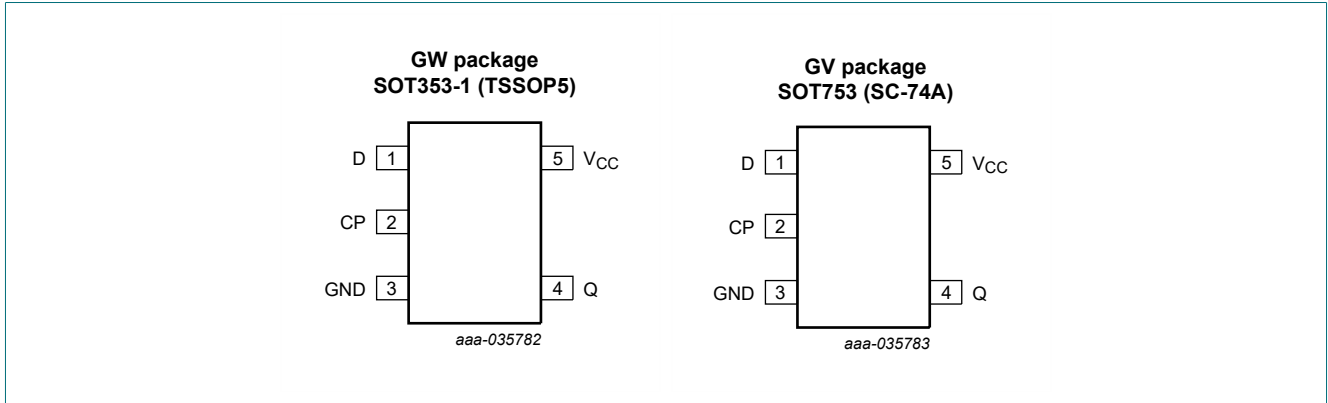 GW package
SOT353-1 (TSSOP5)
D 1
5 VCC
CP 2
GND 3
4 Q
aaa-035782
GV package
SOT753 (SC-74A)
D 1
5 VCC
CP 2
GND 3
4 Q
aaa-035783